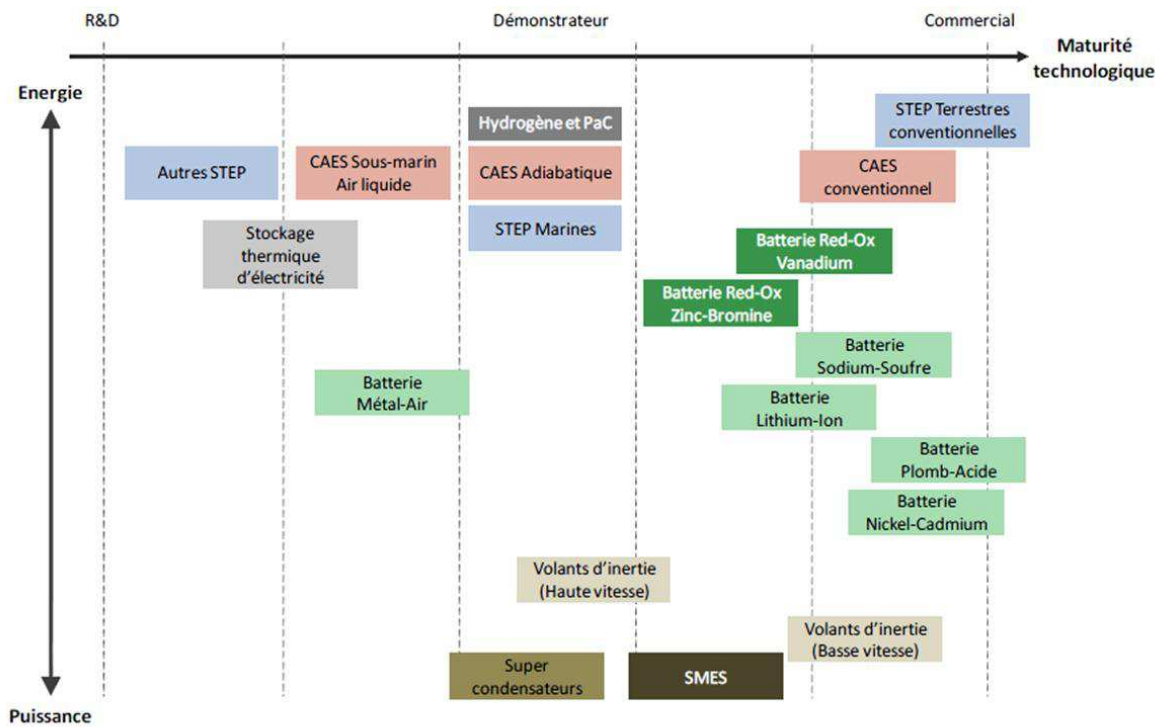 R&D
Démonstrateur
Commercial
Maturité
technologique
Energie
STEP Terrestres
conventionnelles
Hydrogène et PaC
Autres STEP
CAES Sous-marin
Air liquide
CAES Adiabatique
CAES
conventionnel
STEP Marines
Stockage
thermique
d'électricité
Batterie Red-Ox
Vanadium
Batterie Red-Ox
Zinc-Bromine
Batterie
Sodium-Soufre
Batterie
Métal-Air
Batterie
Lithium-Ion
Batterie
Plomb-Acide
Batterie
Nickel-Cadmium
Volants d'inertie
(Haute vitesse)
Volants d'inertie
(Basse vitesse)
Super
condensateurs
SMES
Puissance